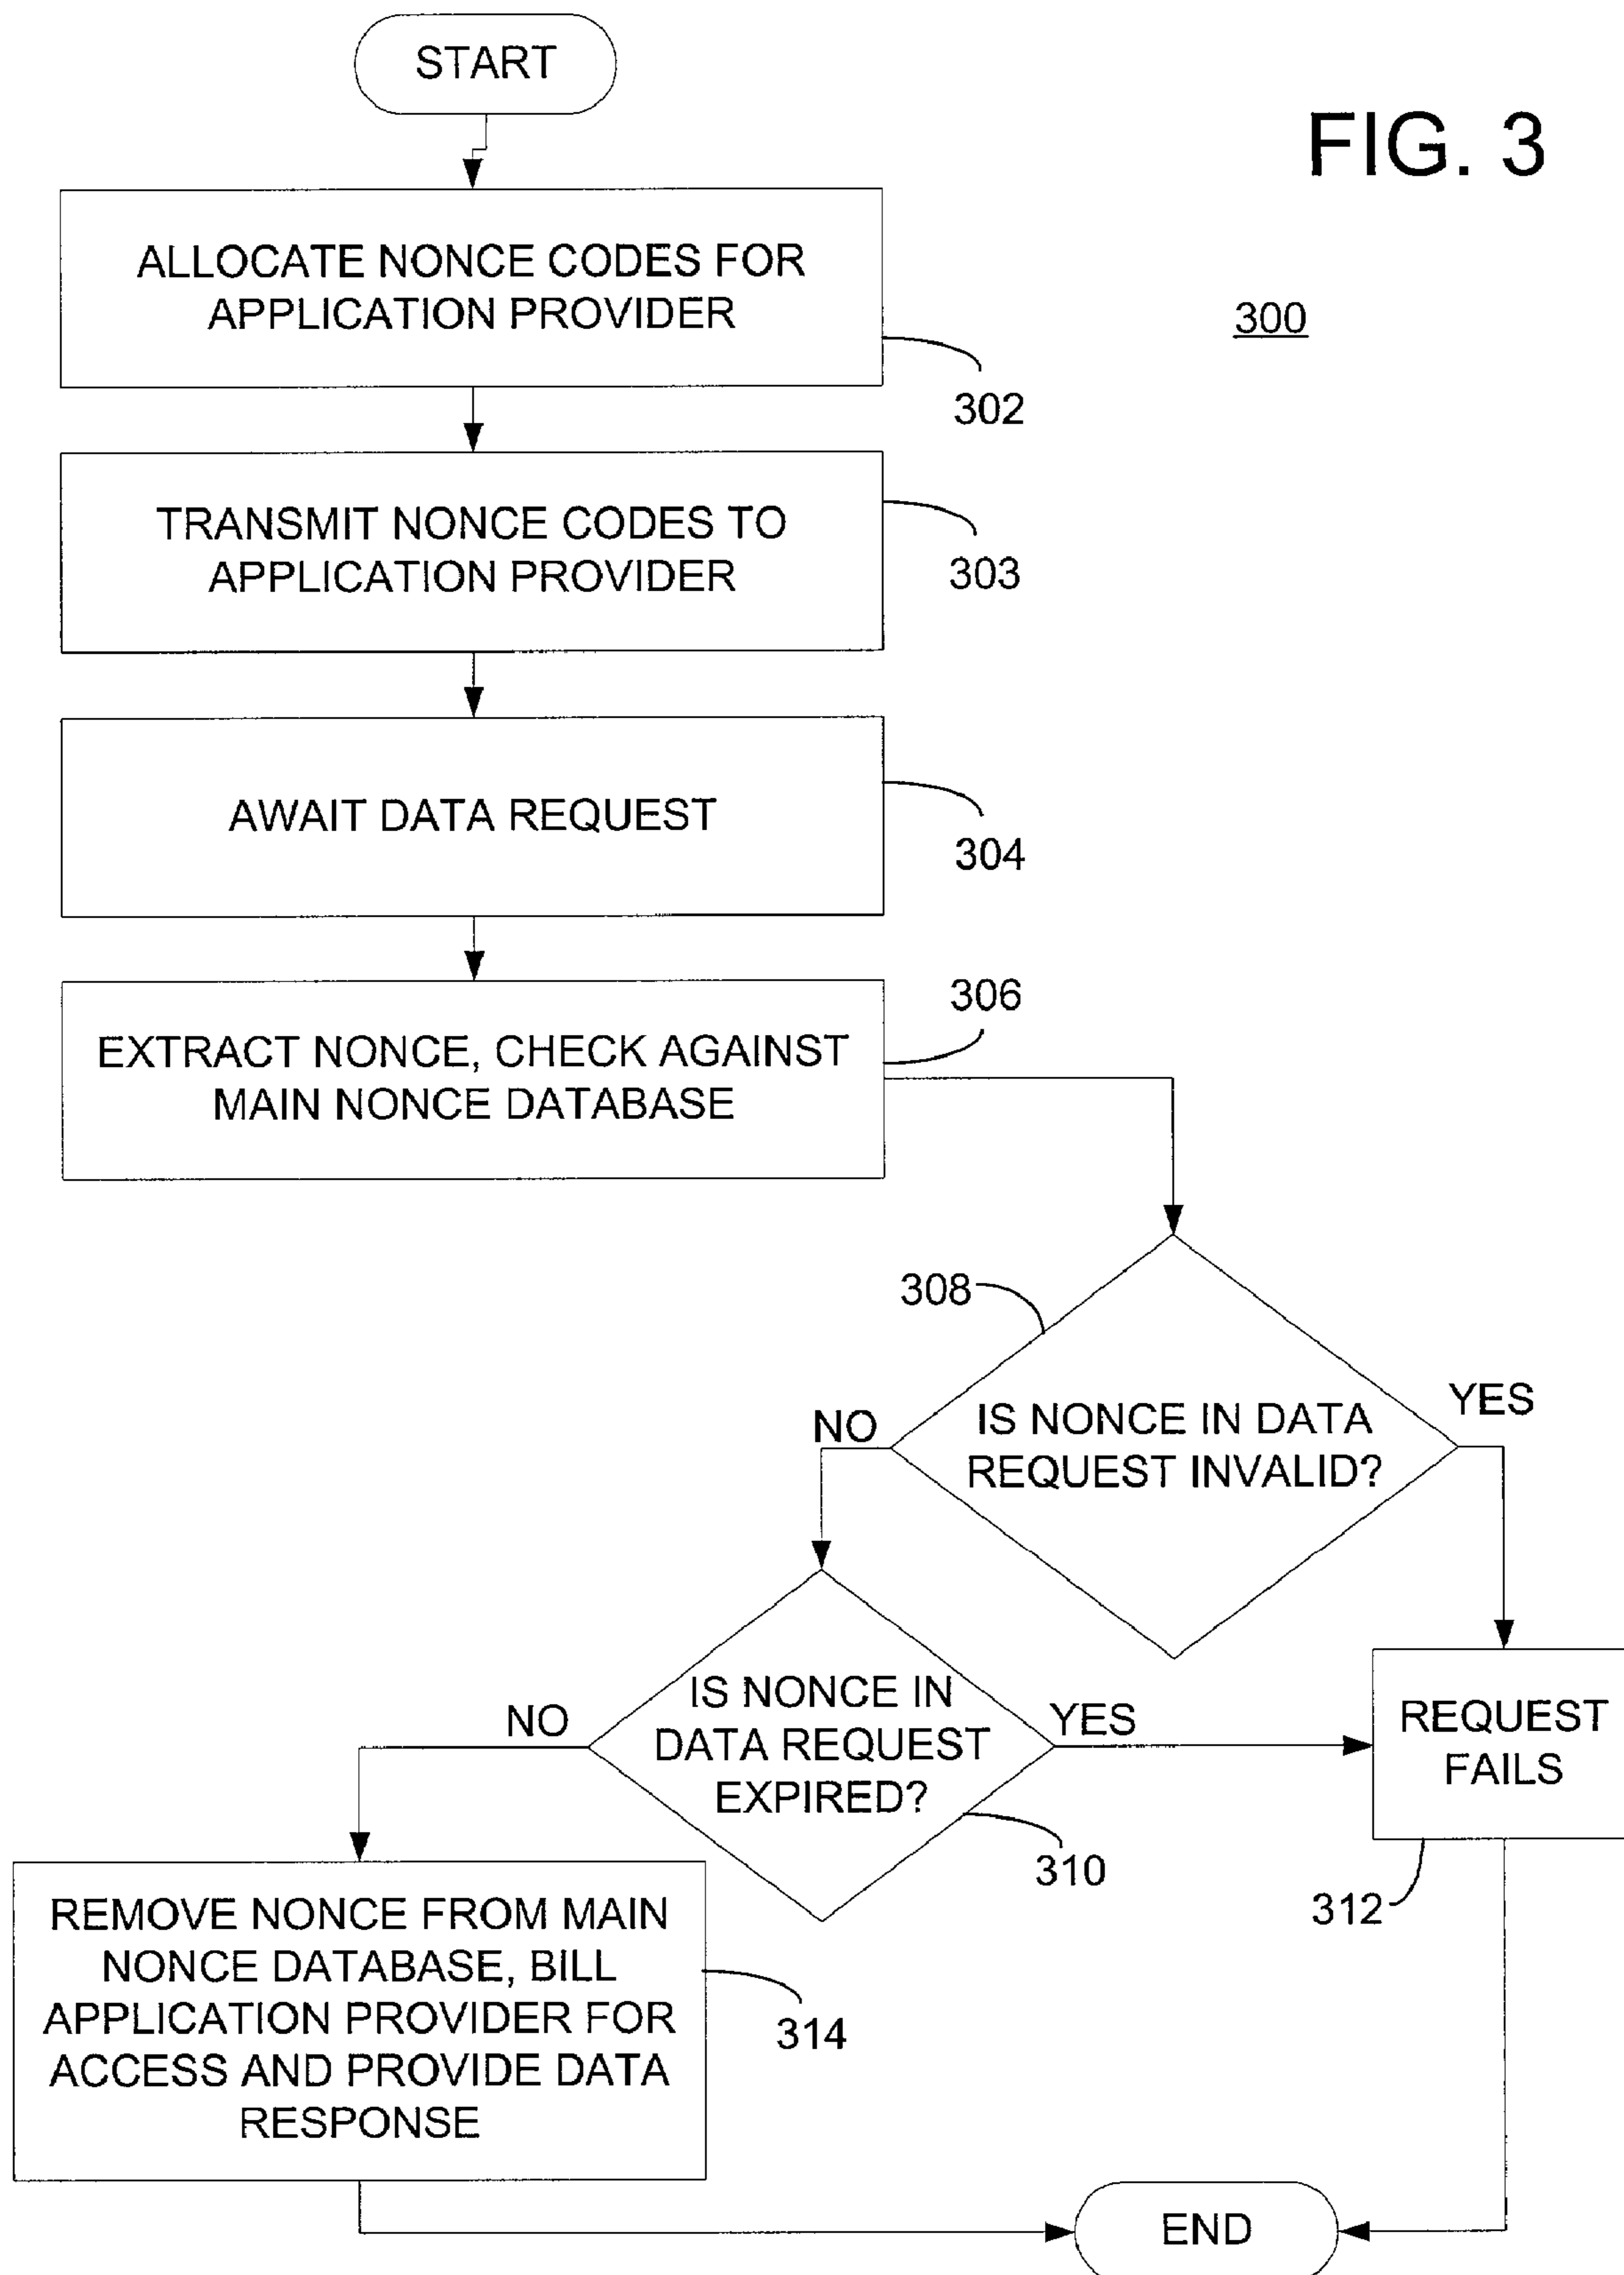 START
FIG. 3
ALLOCATE NONCE CODES FOR
APPLICATION PROVIDER
300
302
TRANSMIT NONCE CODES TO
APPLICATION PROVIDER
303
AWAIT DATA REQUEST
304
306
EXTRACT NONCE, CHECK AGAINST
MAIN NONCE DATABASE
308
IS NONCE IN DATA
REQUEST INVALID?
NO
YES
IS NONCE IN
DATA REQUEST
EXPIRED?
NO
YES
310
REQUEST
FAILS
312
REMOVE NONCE FROM MAIN
NONCE DATABASE, BILL
APPLICATION PROVIDER FOR
ACCESS AND PROVIDE DATA
RESPONSE
314
END